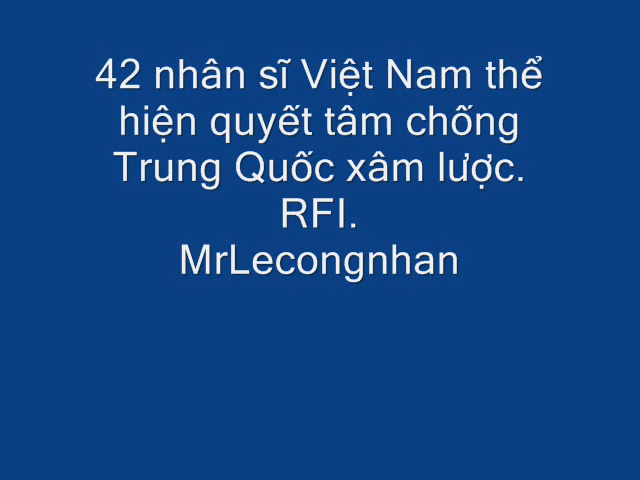 42 nhân sĩ Việt Nam thể
hiện quyết tâm chống
Trung Quốc xâm lược.
RFI.
MrLecongnhan